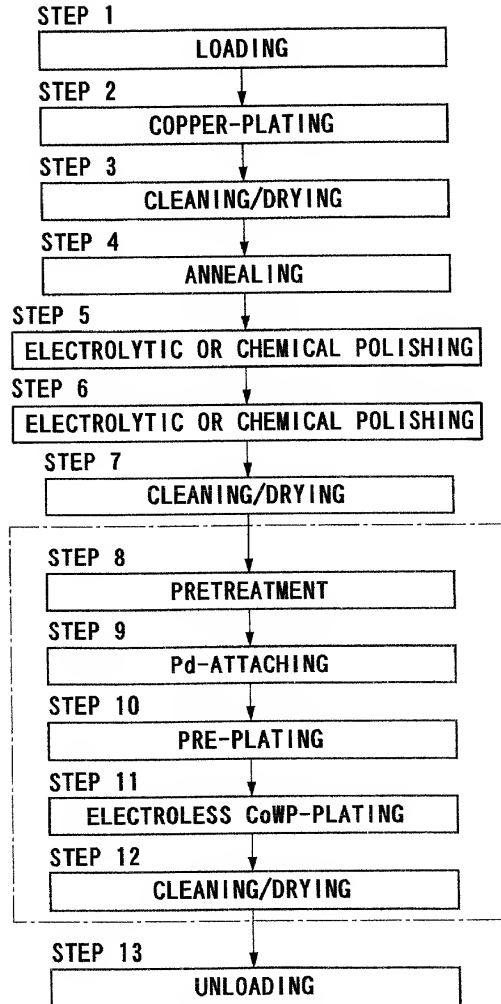 STEP 1
LOADING
STEP 2
COPPER-PLATING
STEP 3
CLEANING/DRYING
STEP 4
ANNEALING
STEP 5
ELECTROLYTIC OR CHEMICAL POLISHING
STEP 6
ELECTROLYTIC OR CHEMICAL POLISHING
STEP 7
CLEANING/DRYING
STEP 8
PRETREATMENT
STEP 9
Pd-ATTACHING
STEP 10
PRE-PLATING
STEP 11
ELECTROLESS CoWP-PLATING
STEP 12
CLEANING/DRYING
STEP 13
UNLOADING